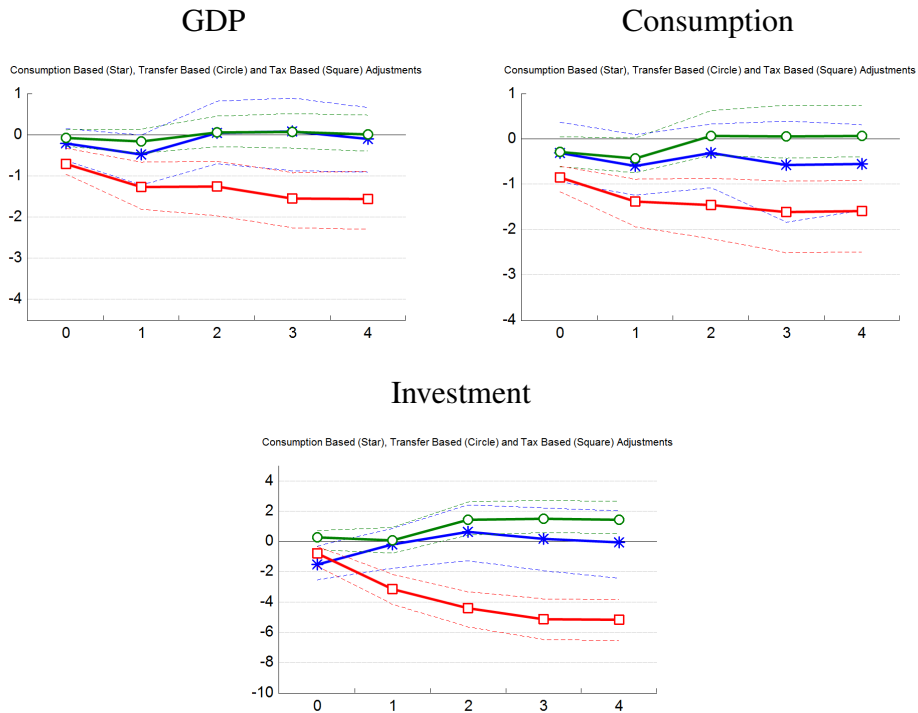 GDP
Consumption Based (Star), Transfer Based (Circle) and Tax Based (Square) Adjustments
1
0
-1
-2
-3
-4
0 1 2 3 4
Consumption
Consumption Based (Star), Transfer Based (Circle) and Tax Based (Square) Adjustments
1
0
-1
-2
-3
-4
0 1 2 3 4
Investment
Consumption Based (Star), Transfer Based (Circle) and Tax Based (Square) Adjustments
4
2
0
-2
-4
-6
-8
-10
0 1 2 3 4